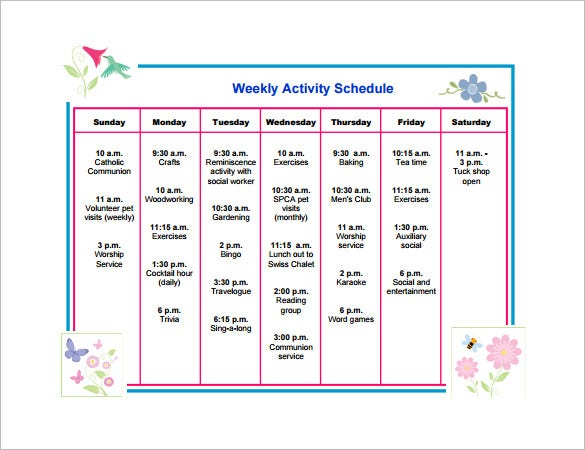 Weekly Activity Schedule
Sunday Monday Tuesday Wednesday Thursday Friday Saturday
10 a.m.
Catholic
Communion
11 a.m.
Volunteer pet
visits (weekly)
3 p.m.
Worship
Service
9:30 a.m.
Crafts
10 a.m.
Woodworking
11:15 a.m.
Exercises
1:30 p.m.
Cocktail hour
(daily)
6 p.m.
Trivia
9:30 a.m.
Reminiscence
activity with
social worker
10:30 a.m.
Gardening
2 p.m.
Bingo
3:30 p.m.
Travelogue
6:15 p.m.
Sing-a-long
10 a.m.
Exercises
10:30 a.m.
SPCA pet
visits
(monthly)
11:15 a.m.
Lunch out to
Swiss Chalet
2:00 p.m.
Reading
group
3:00 p.m.
Communion
service
9:30 a.m.
Baking
10:30 a.m.
Men's Club
11 a.m.
Worship
service
2 p.m.
Karaoke
6 p.m.
Word games
10:15 a.m.
Tea time
11:15 a.m.
Exercises
1:30 p.m.
Auxiliary
social
6 p.m.
Social and
entertainment
11 a.m. -
3 p.m.
Tuck shop
open